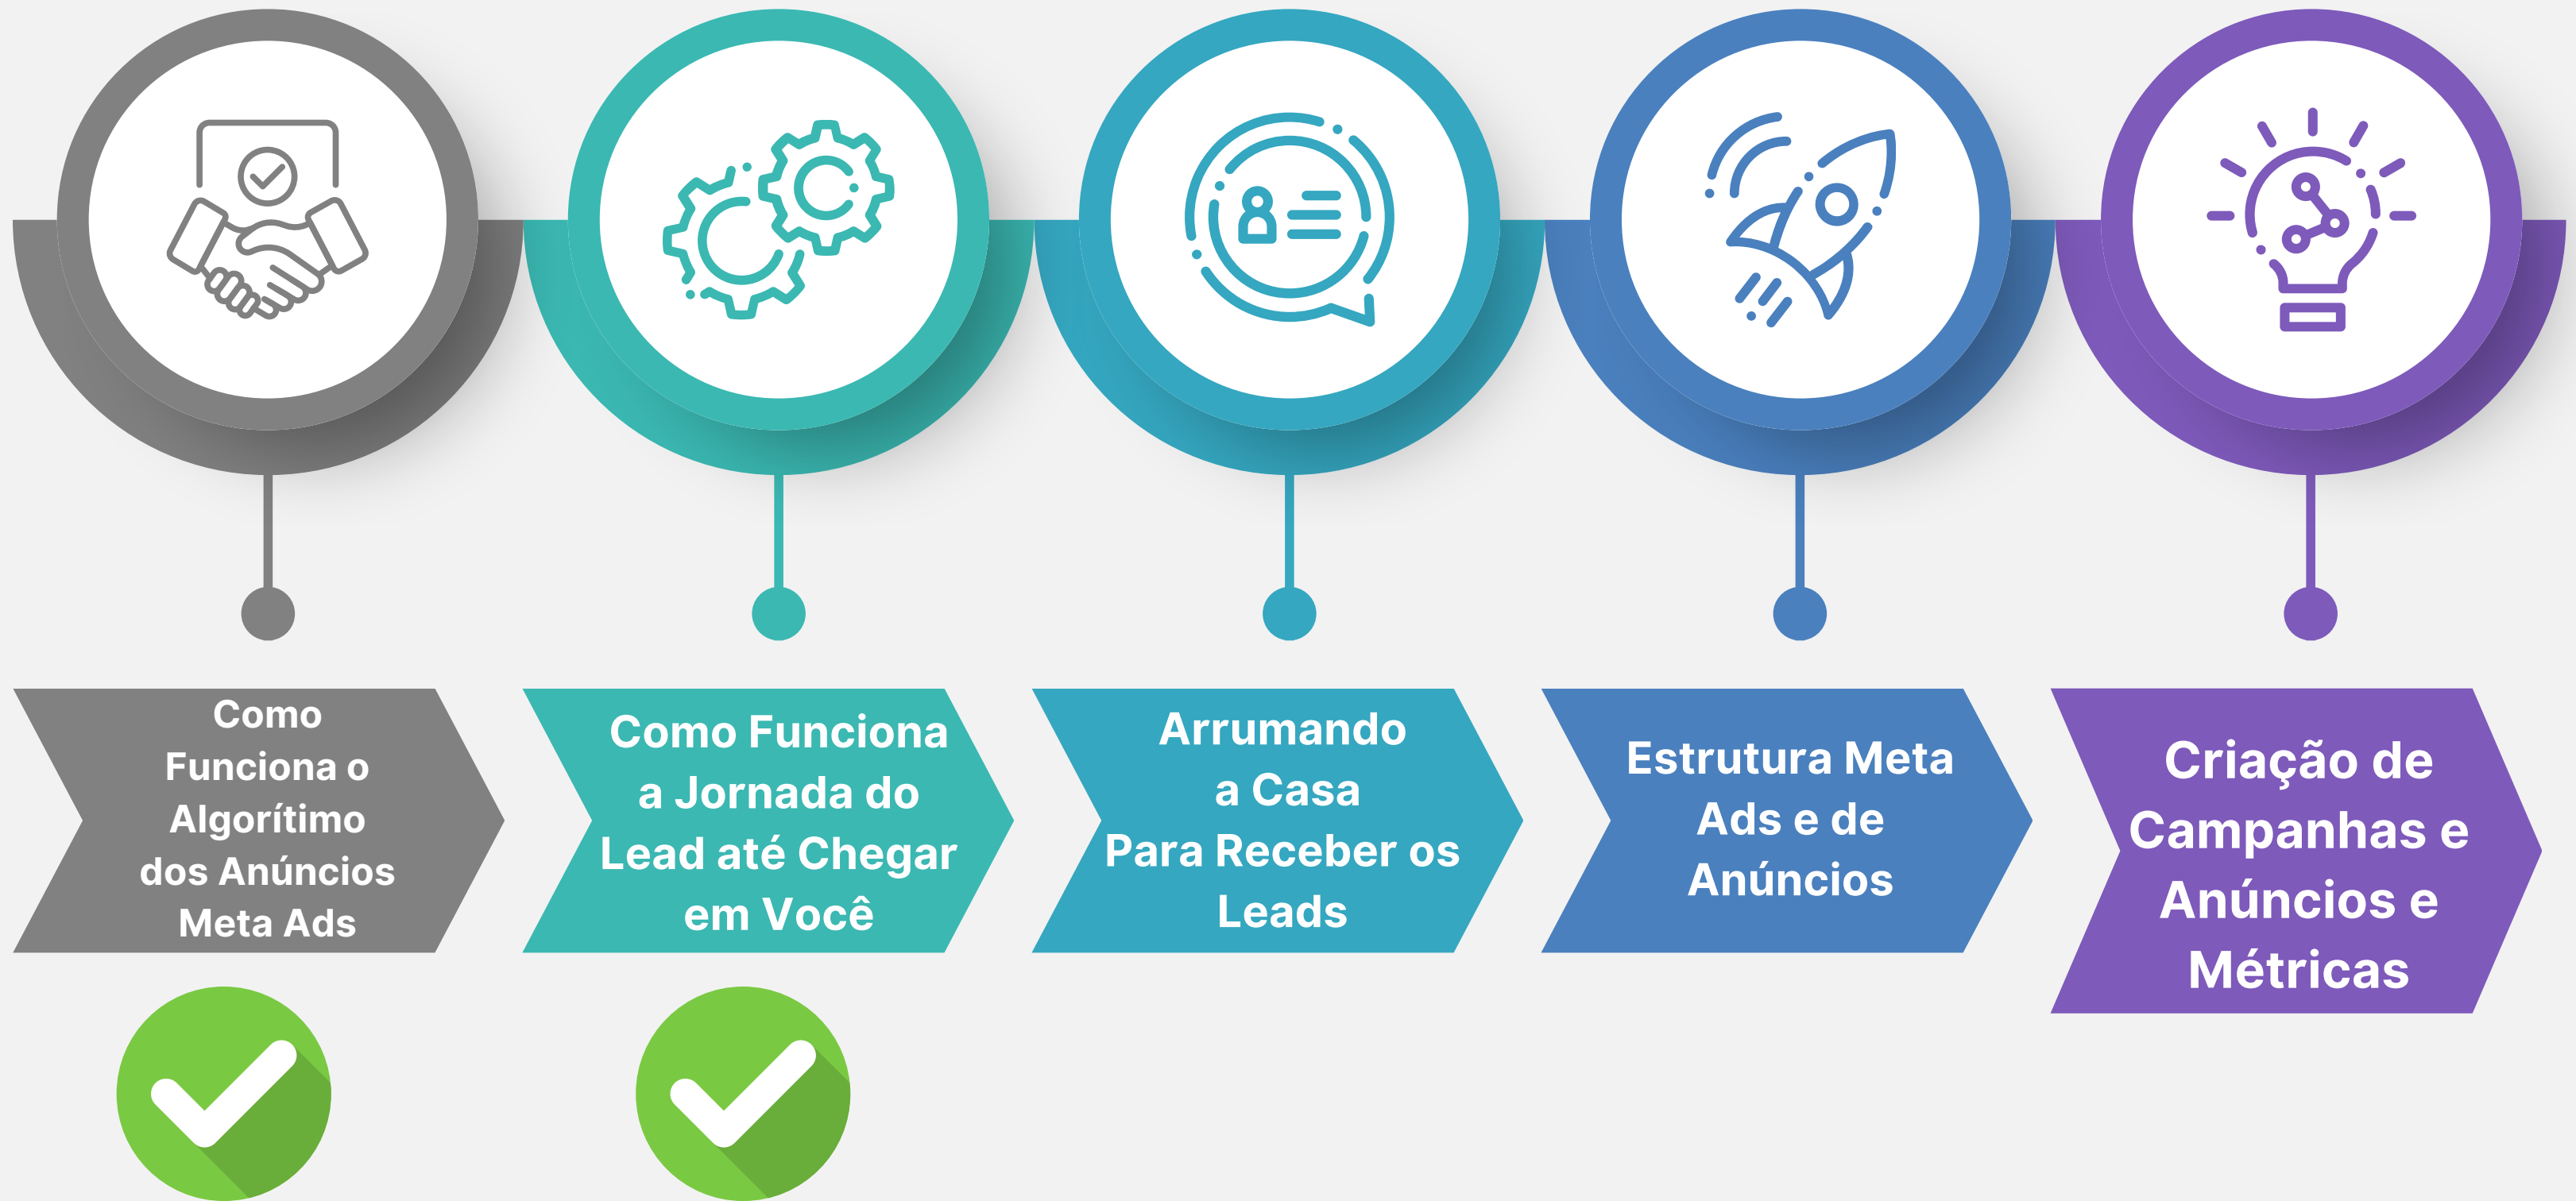 Como
Funciona o
Algorítimo
dos Anúncios
Meta Ads
Como Funciona
a Jornada do
Lead até Chegar
em Você
Arrumando
a Casa
Para Receber os
Leads
Estrutura Meta
Ads e de
Anúncios
Criação de
Campanhas e
Anúncios e
Métricas